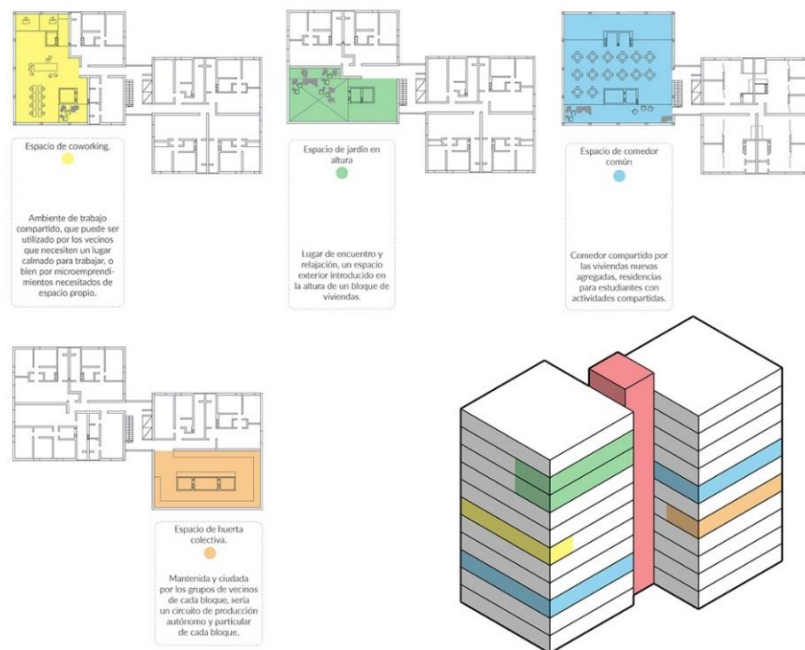 Espacio de coworking.
Ambiente de trabajo
compartido, que puede ser
utilizado por los vecinos
que necesiten un lugar
calmado para trabajar, o
bien por microemprendi-
mientos necesitados de
espacio propio.
Espacio de jardín en
altura
Lugar de encuentro y
relajación, un espacio
exterior introducido en
la altura de un bloque de
viviendas.
Espacio de comedor
común
Comedor compartido por
las viviendas nuevas
agregadas, residencias
para estudiantes con
actividades compartidas.
Espacio de huerta
colectiva.
Mantenida y ciudada
por los grupos de vecinos
de cada bloque, sería
un circuito de producción
autónomo y particular
de cada bloque.